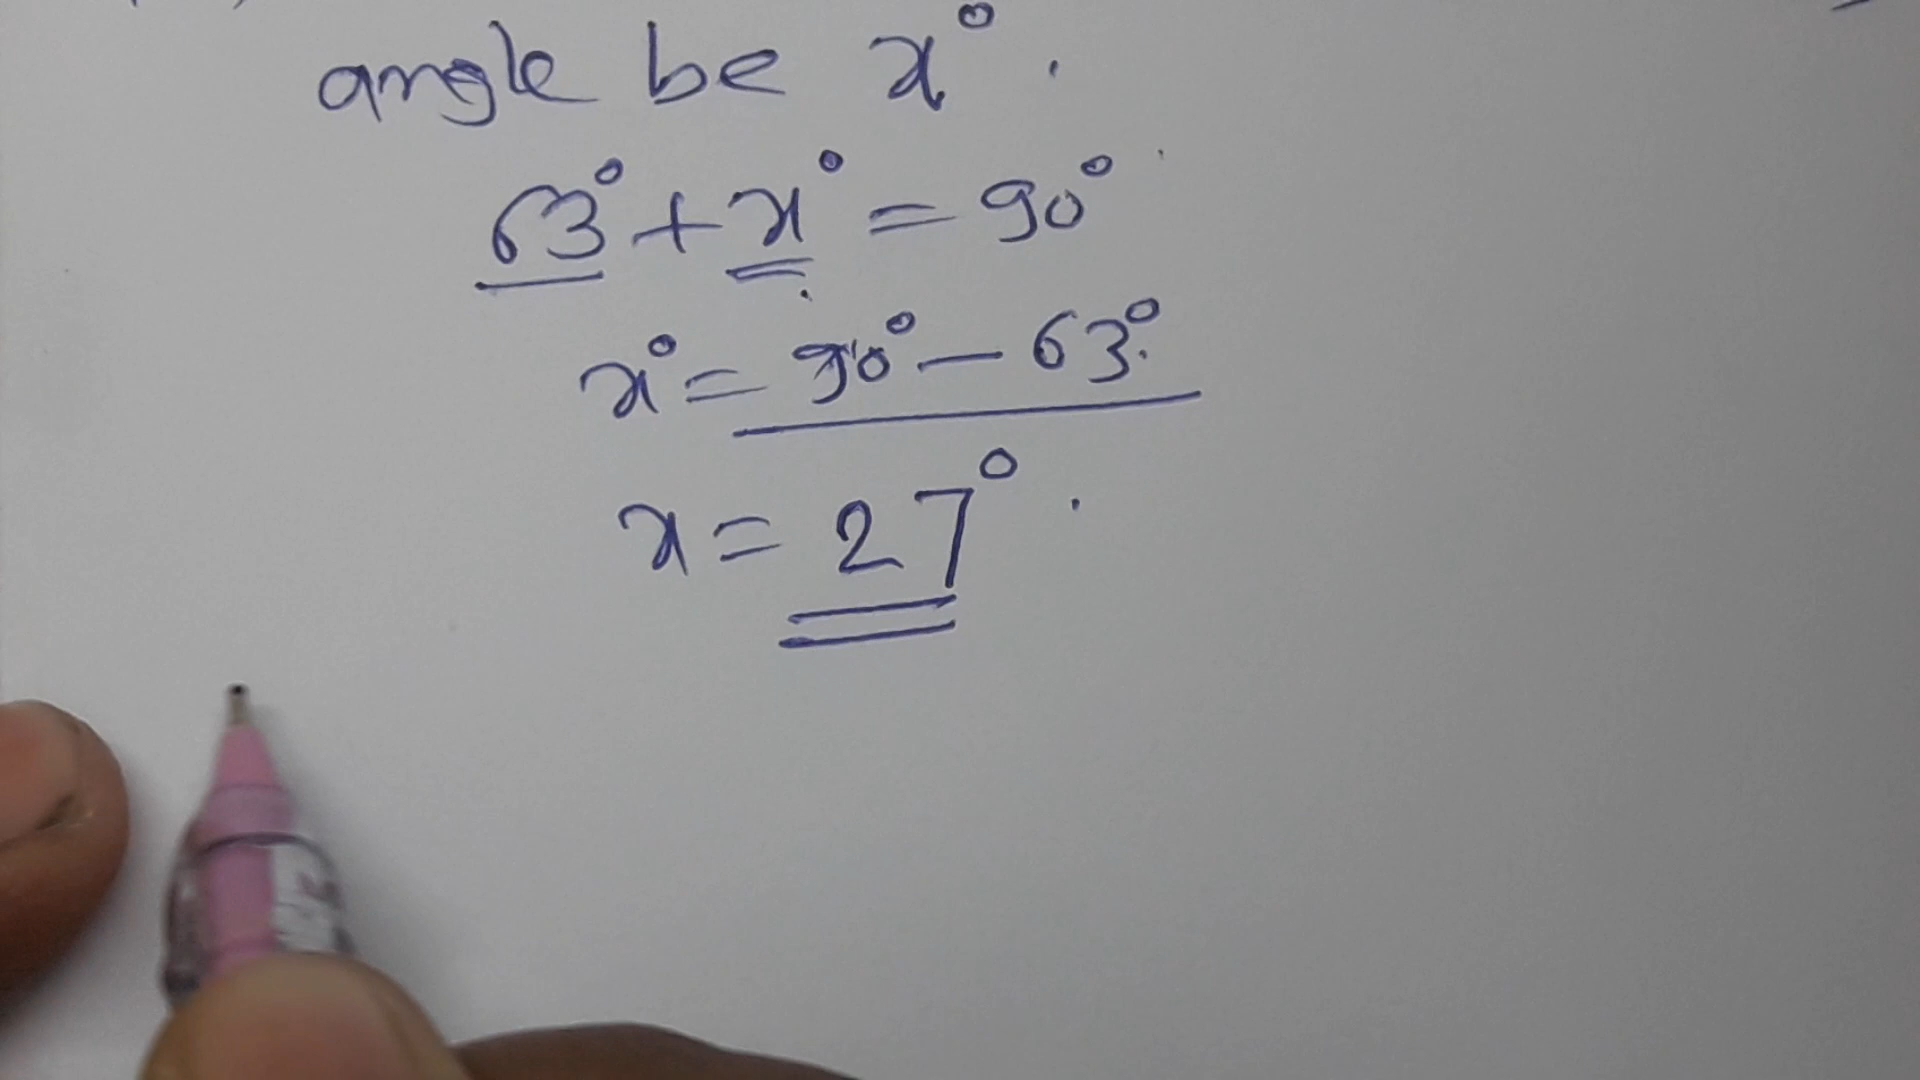 angle be x° .
63° + x° = 90°
x° = 90° - 63°
x = 27° .